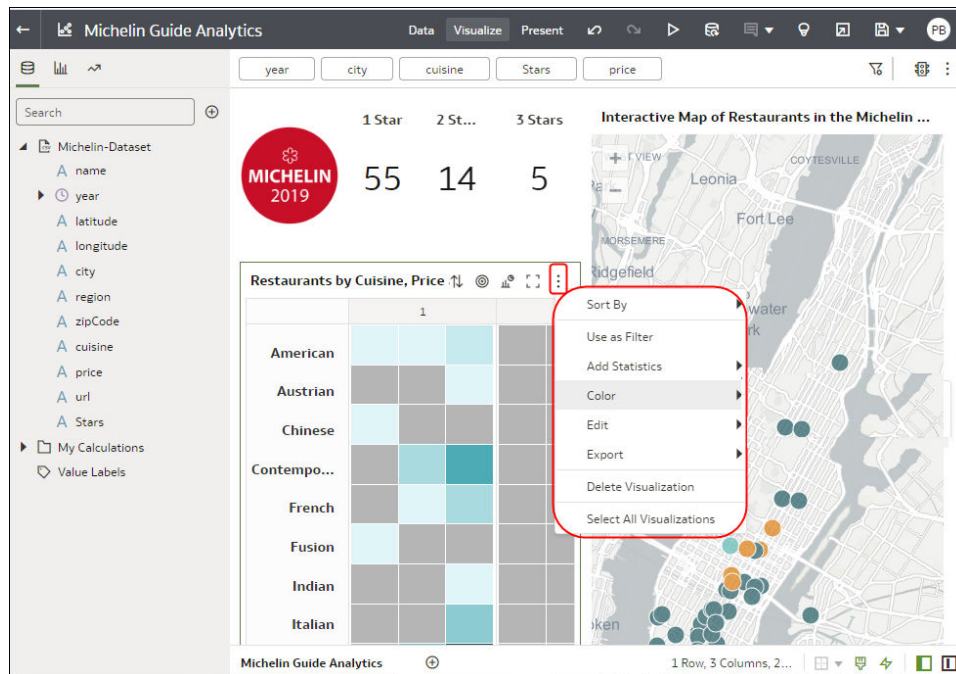 Michelin Guide Analytics
Data Visualize Present
PB
year city cuisine Stars price
Search
Michelin-Dataset
A name
year
A latitude
A longitude
A city
A region
A zipCode
A cuisine
A price
A url
A Stars
My Calculations
Value Labels
MICHELIN
2019
1 Star 2 St... 3 Stars
55 14 5
Restaurants by Cuisine, Price
1
American
Austrian
Chinese
Contempo...
French
Fusion
Indian
Italian
Sort By
Use as Filter
Add Statistics
Color
Edit
Export
Delete Visualization
Select All Visualizations
Interactive Map of Restaurants in the Michelin ...
COYTESVILLE
Leonia
Fort Lee
MORSEMERE
Ridgefield
Michelin Guide Analytics
1 Row, 3 Columns, 2...